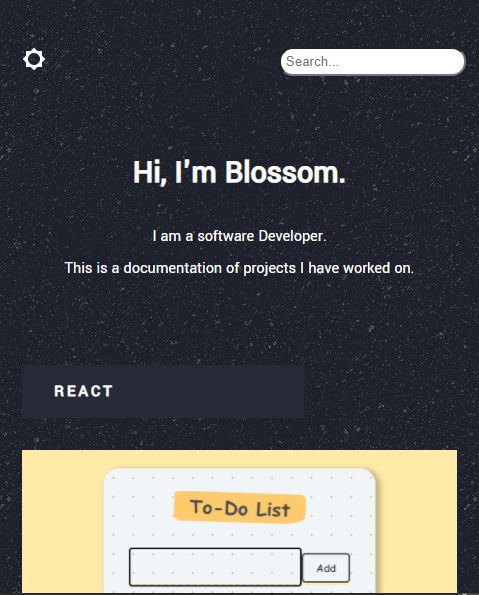 Search...
Hi, I'm Blossom.
I am a software Developer.
This is a documentation of projects I have worked on.
REACT
To-Do List
Add